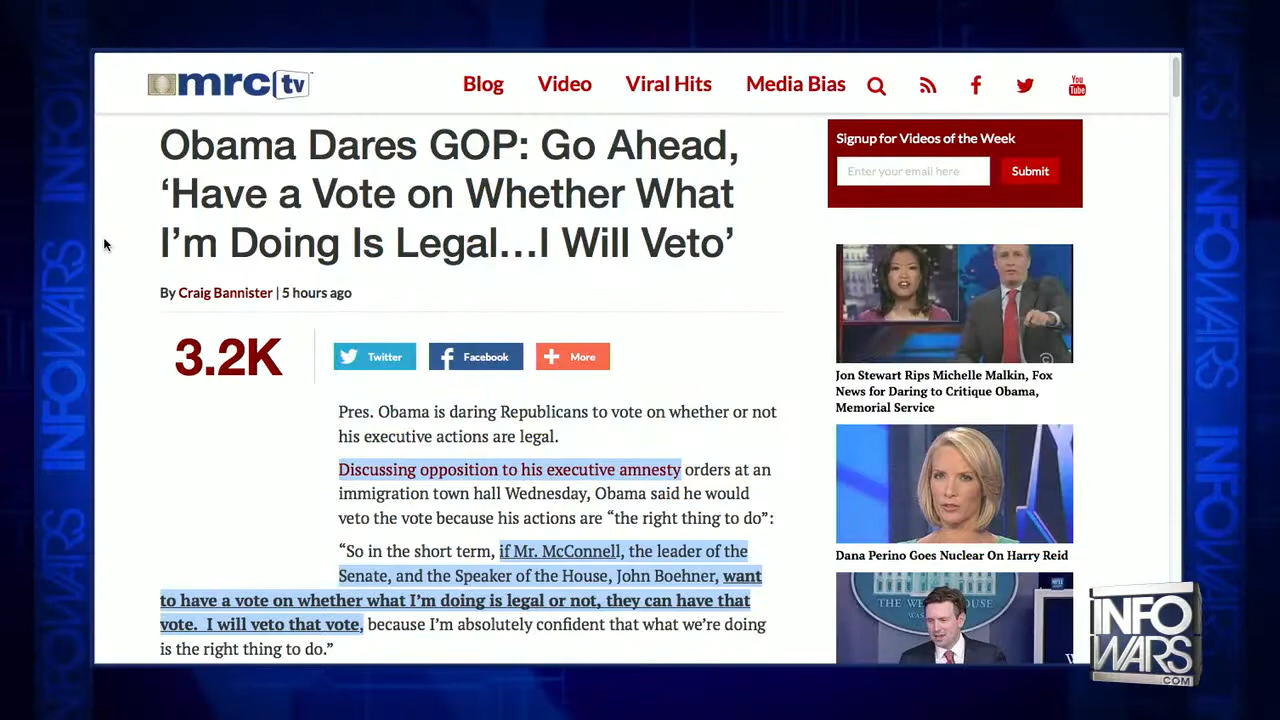 mrc tv
Blog Video Viral Hits Media Bias
You Tube
Obama Dares GOP: Go Ahead,
‘Have a Vote on Whether What
I’m Doing Is Legal...I Will Veto’
By Craig Bannister | 5 hours ago
3.2K
Twitter Facebook More
Pres. Obama is daring Republicans to vote on whether or not
his executive actions are legal.
Discussing opposition to his executive amnesty orders at an
immigration town hall Wednesday, Obama said he would
veto the vote because his actions are “the right thing to do”:
“So in the short term, if Mr. McConnell, the leader of the
Senate, and the Speaker of the House, John Boehner, want
to have a vote on whether what I’m doing is legal or not, they can have that
vote. I will veto that vote, because I’m absolutely confident that what we’re doing
is the right thing to do.”
Signup for Videos of the Week
Enter your email here Submit
Jon Stewart Rips Michelle Malkin, Fox
News for Daring to Critique Obama,
Memorial Service
Dana Perino Goes Nuclear On Harry Reid
THE W
INFOWARS
INFOWARS
INFOWARS
INFOWARS
INFO
WARS
.COM